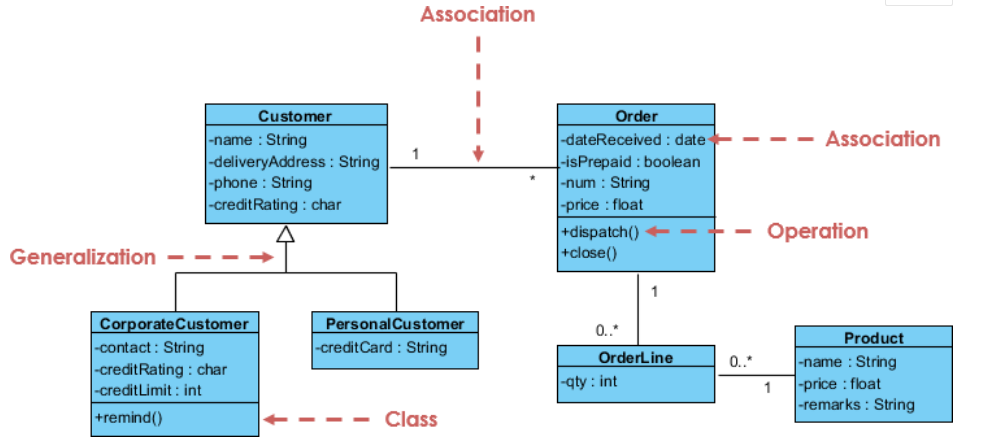 Association
Customer
-name : String
-deliveryAddress : String
-phone : String
-creditRating : char
1
*
Order
-dateReceived : date
-isPrepaid : boolean
-num : String
-price : float
+dispatch()
+close()
Association
Operation
Generalization
CorporateCustomer
-contact : String
-creditRating : char
-creditLimit : int
+remind()
Class
PersonalCustomer
-creditCard : String
1
0..*
OrderLine
-qty : int
0..*
1
Product
-name : String
-price : float
-remarks : String